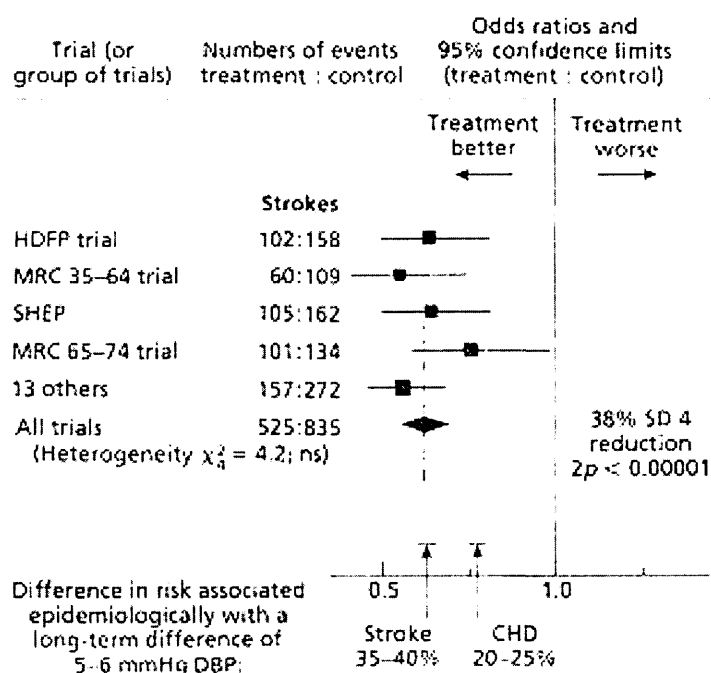 Trial (or
group of trials)
Numbers of events
treatment : control
Odds ratios and
95% confidence limits
(treatment : control)
Treatment
better
Treatment
worse
Strokes
HDFP trial 102:158
MRC 35–64 trial 60:109
SHEP 105:162
MRC 65–74 trial 101:134
13 others 157:272
All trials 525:835
(Heterogeneity χ²₄ = 4.2; ns)
38% SD 4
reduction
2p < 0.00001
0.5 1.0
Difference in risk associated
epidemiologically with a
long-term difference of
5–6 mmHg DBP:
Stroke
35–40%
CHD
20–25%